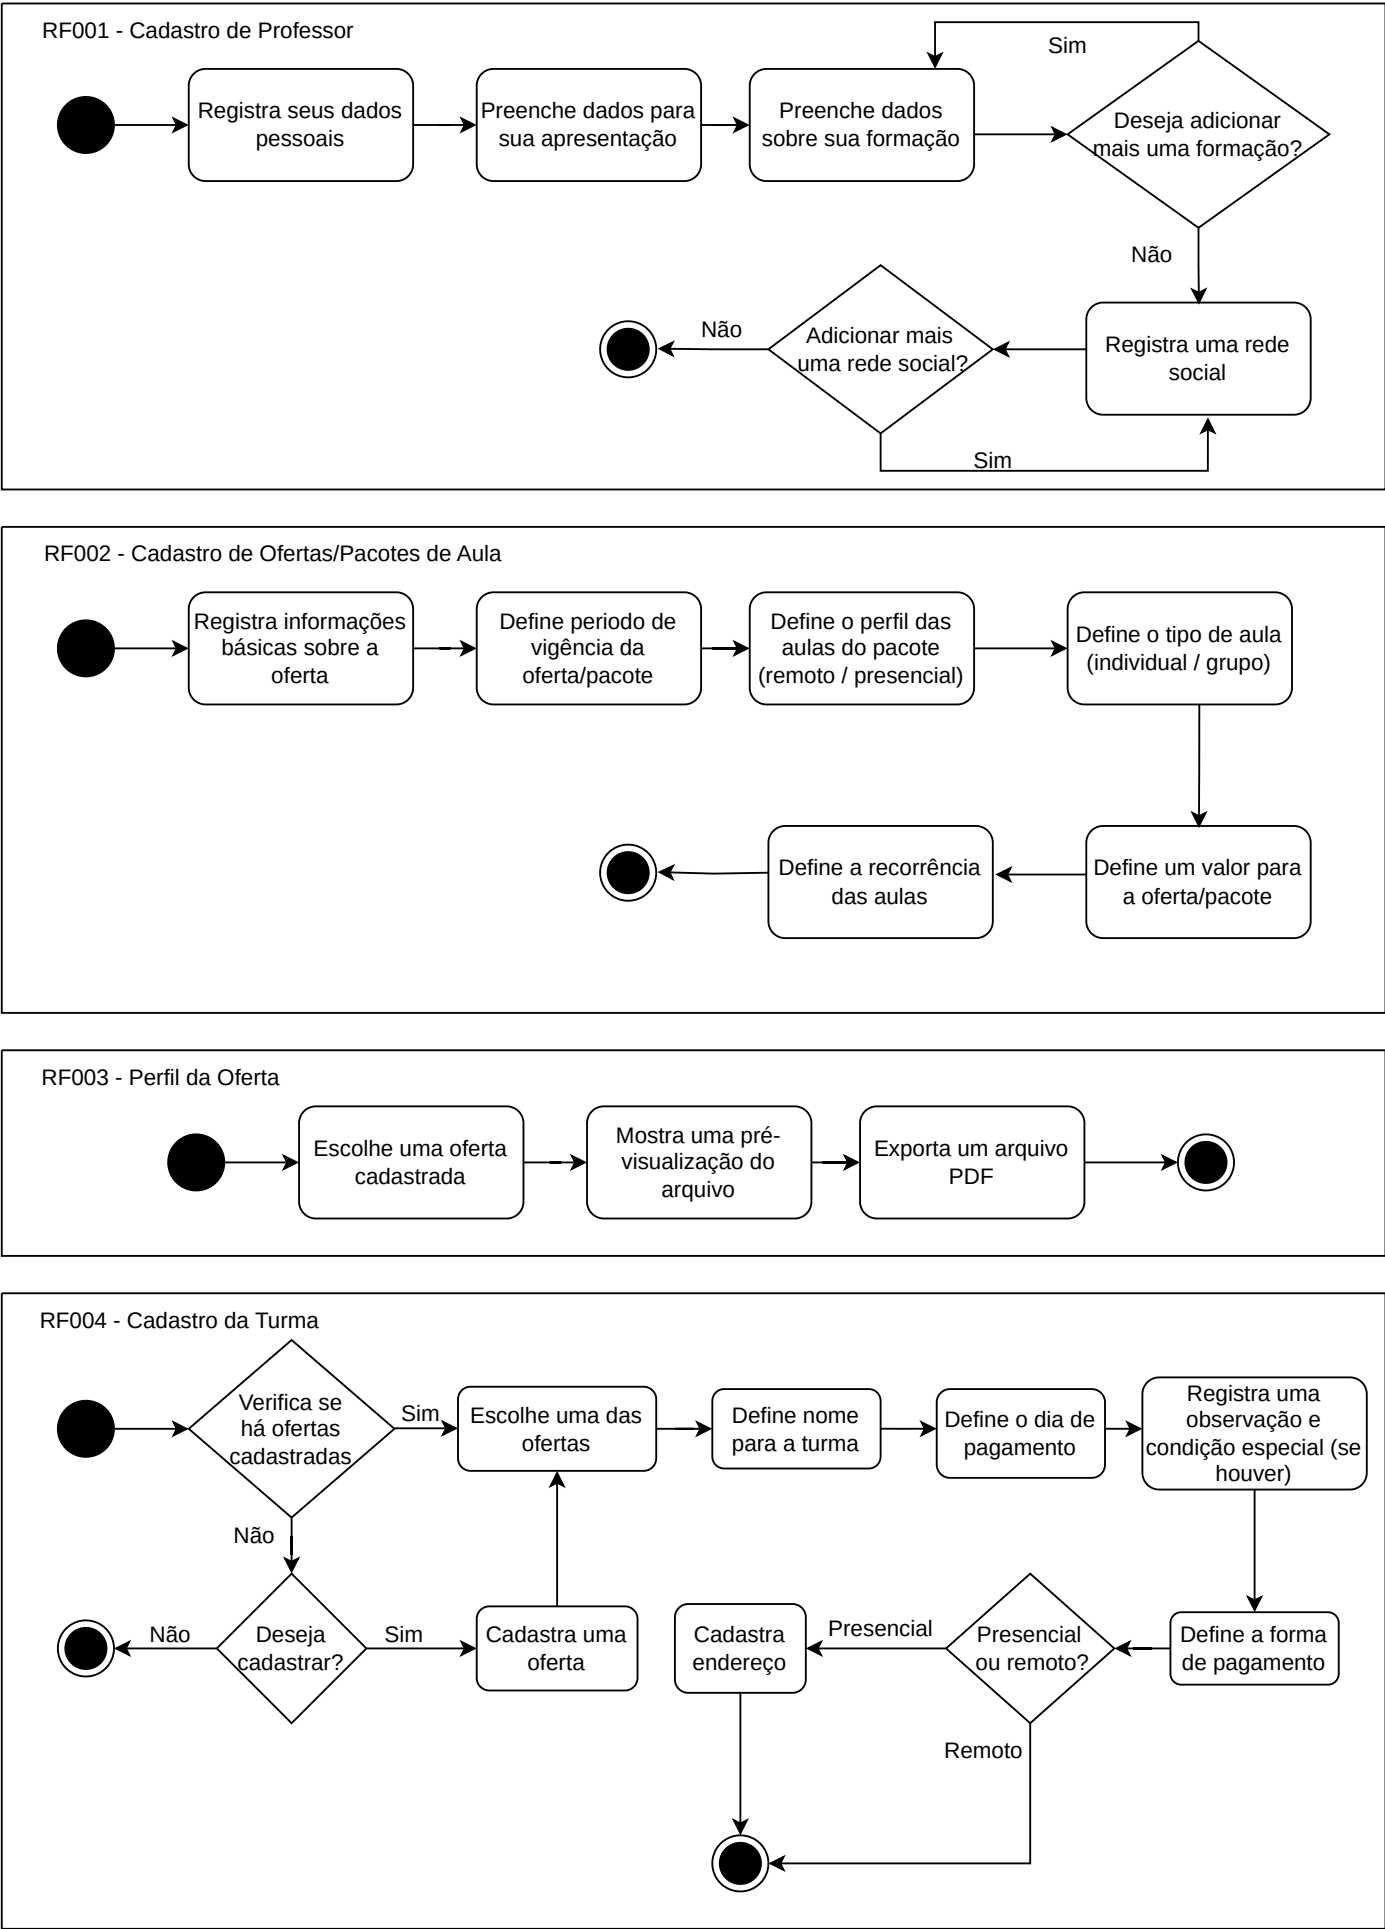 RF001 - Cadastro de Professor
Sim
Registra seus dados
pessoais
Preenche dados para
sua apresentação
Preenche dados
sobre sua formação
Deseja adicionar
mais uma formação?
Não
Não
Adicionar mais
uma rede social?
Registra uma rede
social
Sim
RF002 - Cadastro de Ofertas/Pacotes de Aula
Registra informações
básicas sobre a
oferta
Define periodo de
vigência da
oferta/pacote
Define o perfil das
aulas do pacote
(remoto / presencial)
Define o tipo de aula
(individual / grupo)
Define a recorrência
das aulas
Define um valor para
a oferta/pacote
RF003 - Perfil da Oferta
Escolhe uma oferta
cadastrada
Mostra uma pré-
visualização do
arquivo
Exporta um arquivo
PDF
RF004 - Cadastro da Turma
Verifica se
há ofertas
cadastradas
Sim
Escolhe uma das
ofertas
Define nome
para a turma
Define o dia de
pagamento
Registra uma
observação e
condição especial (se
houver)
Não
Não
Deseja
cadastrar?
Sim
Cadastra uma
oferta
Cadastra
endereço
Presencial
Presencial
ou remoto?
Define a forma
de pagamento
Remoto